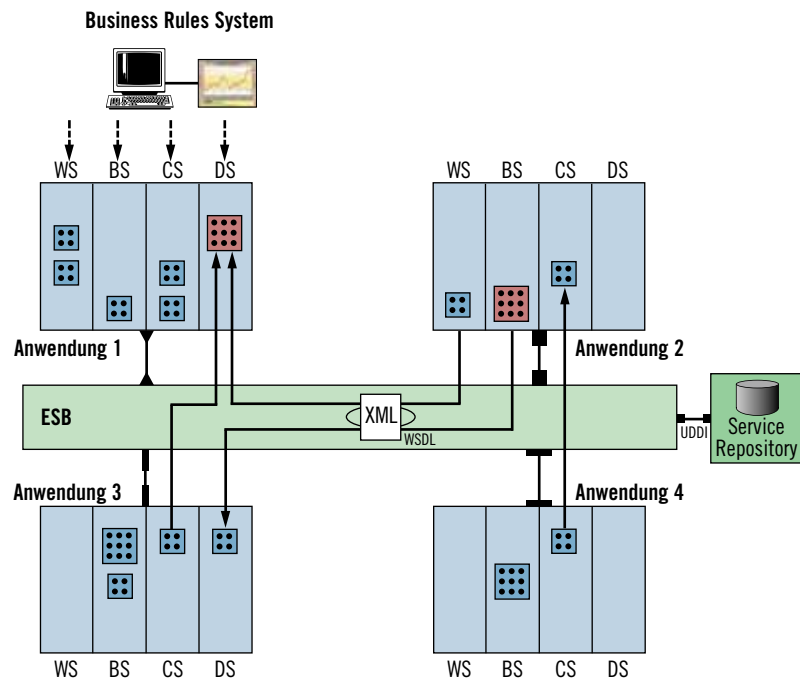 Business Rules System
WS BS CS DS
WS BS CS DS
Anwendung 1
Anwendung 2
ESB
XML
WSDL
UDDI
Service
Repository
Anwendung 3
Anwendung 4
WS BS CS DS
WS BS CS DS